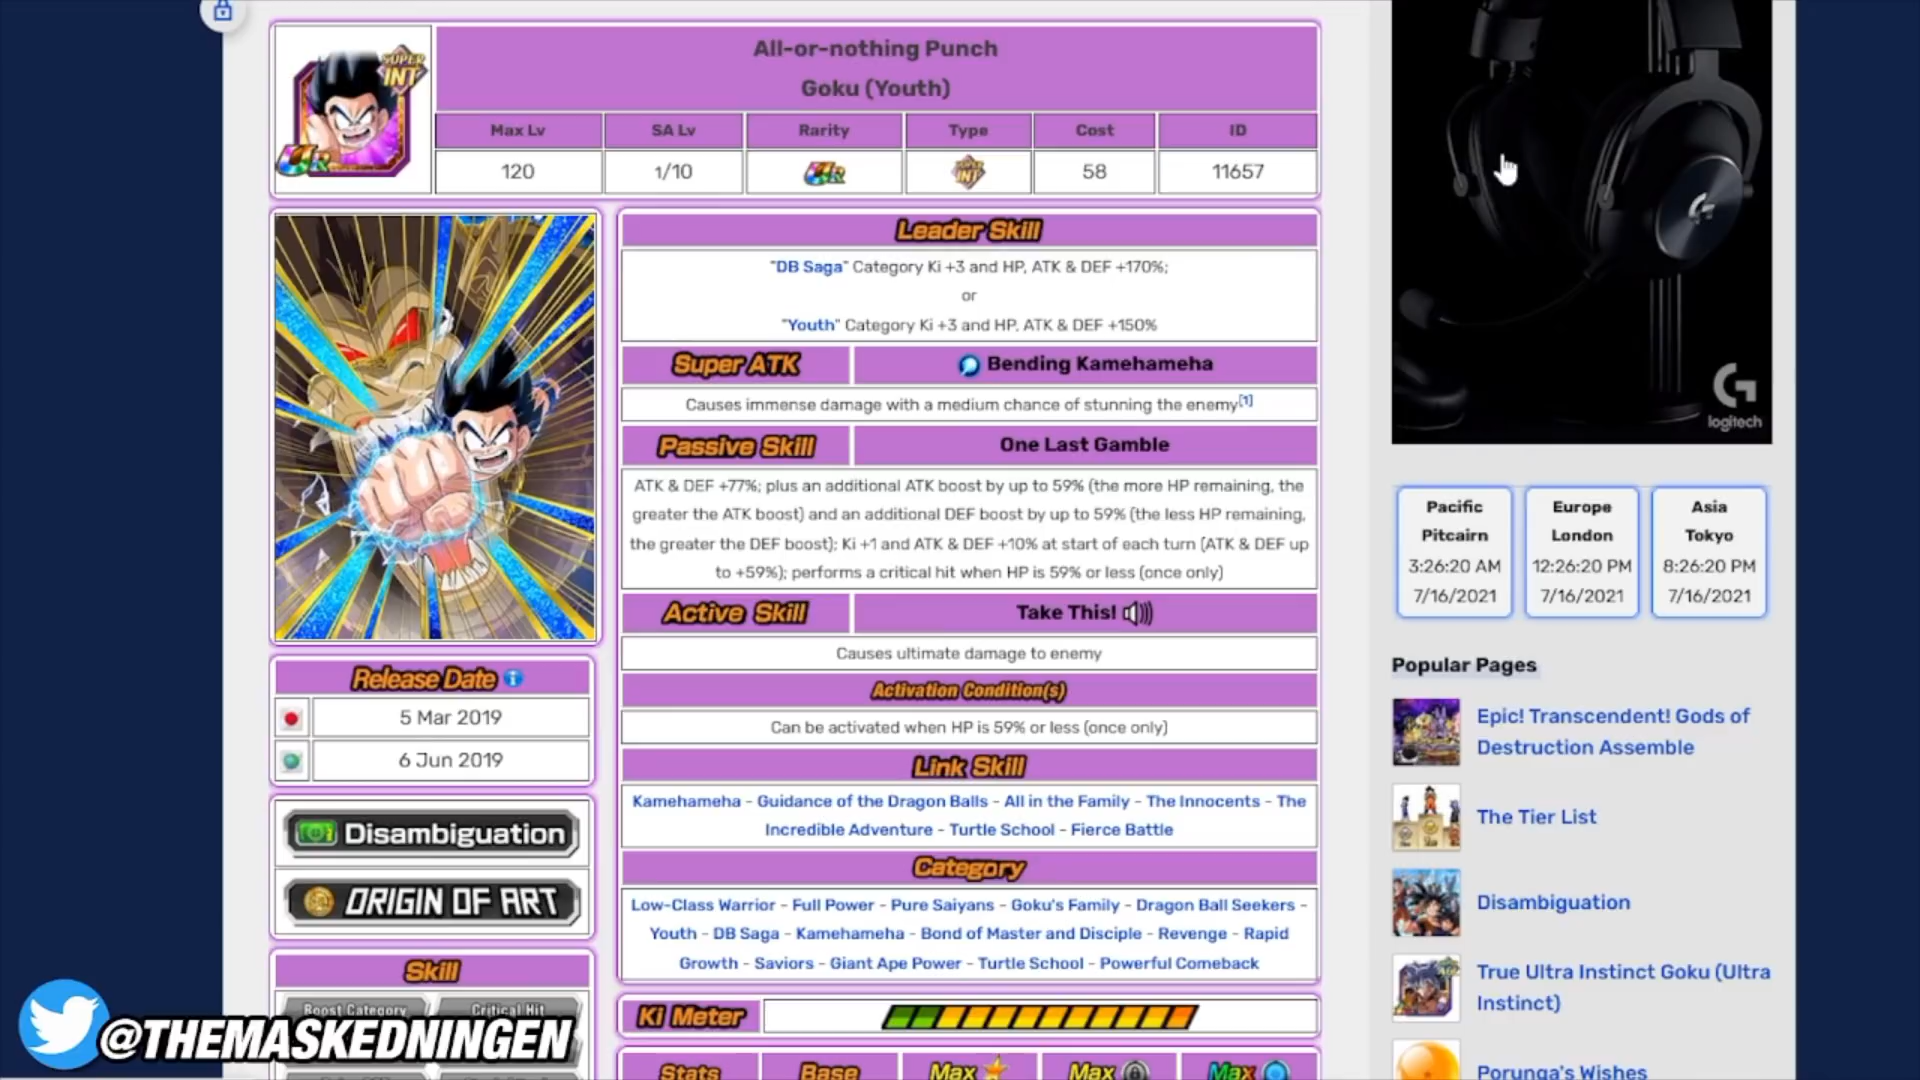 All-or-nothing Punch
Goku (Youth)
SUPER INT
UR
Max Lv SA Lv Rarity Type Cost ID
120 1/10 UR SUPER INT 58 11657
Leader Skill
"DB Saga" Category Ki +3 and HP, ATK & DEF +170%;
or
"Youth" Category Ki +3 and HP, ATK & DEF +150%
Super ATK Bending Kamehameha
Causes immense damage with a medium chance of stunning the enemy[1]
Passive Skill One Last Gamble
ATK & DEF +77%; plus an additional ATK boost by up to 59% (the more HP remaining, the
greater the ATK boost) and an additional DEF boost by up to 59% (the less HP remaining,
the greater the DEF boost); Ki +1 and ATK & DEF +10% at start of each turn (ATK & DEF up
to +59%); performs a critical hit when HP is 59% or less (once only)
Active Skill Take This!
Causes ultimate damage to enemy
Activation Condition(s)
Can be activated when HP is 59% or less (once only)
Link Skill
Kamehameha - Guidance of the Dragon Balls - All in the Family - The Innocents - The
Incredible Adventure - Turtle School - Fierce Battle
Category
Low-Class Warrior - Full Power - Pure Saiyans - Goku's Family - Dragon Ball Seekers -
Youth - DB Saga - Kamehameha - Bond of Master and Disciple - Revenge - Rapid
Growth - Saviors - Giant Ape Power - Turtle School - Powerful Comeback
Ki Meter
Stats Base Max Max Max
Release Date
5 Mar 2019
6 Jun 2019
Disambiguation
ORIGIN OF ART
Skill
Boost Category Critical Hit
@THEMASKEDNINGEN
G
logitech
Pacific
Pitcairn
3:26:20 AM
7/16/2021
Europe
London
12:26:20 PM
7/16/2021
Asia
Tokyo
8:26:20 PM
7/16/2021
Popular Pages
Epic! Transcendent! Gods of
Destruction Assemble
The Tier List
Disambiguation
True Ultra Instinct Goku (Ultra
Instinct)
Porunga's Wishes